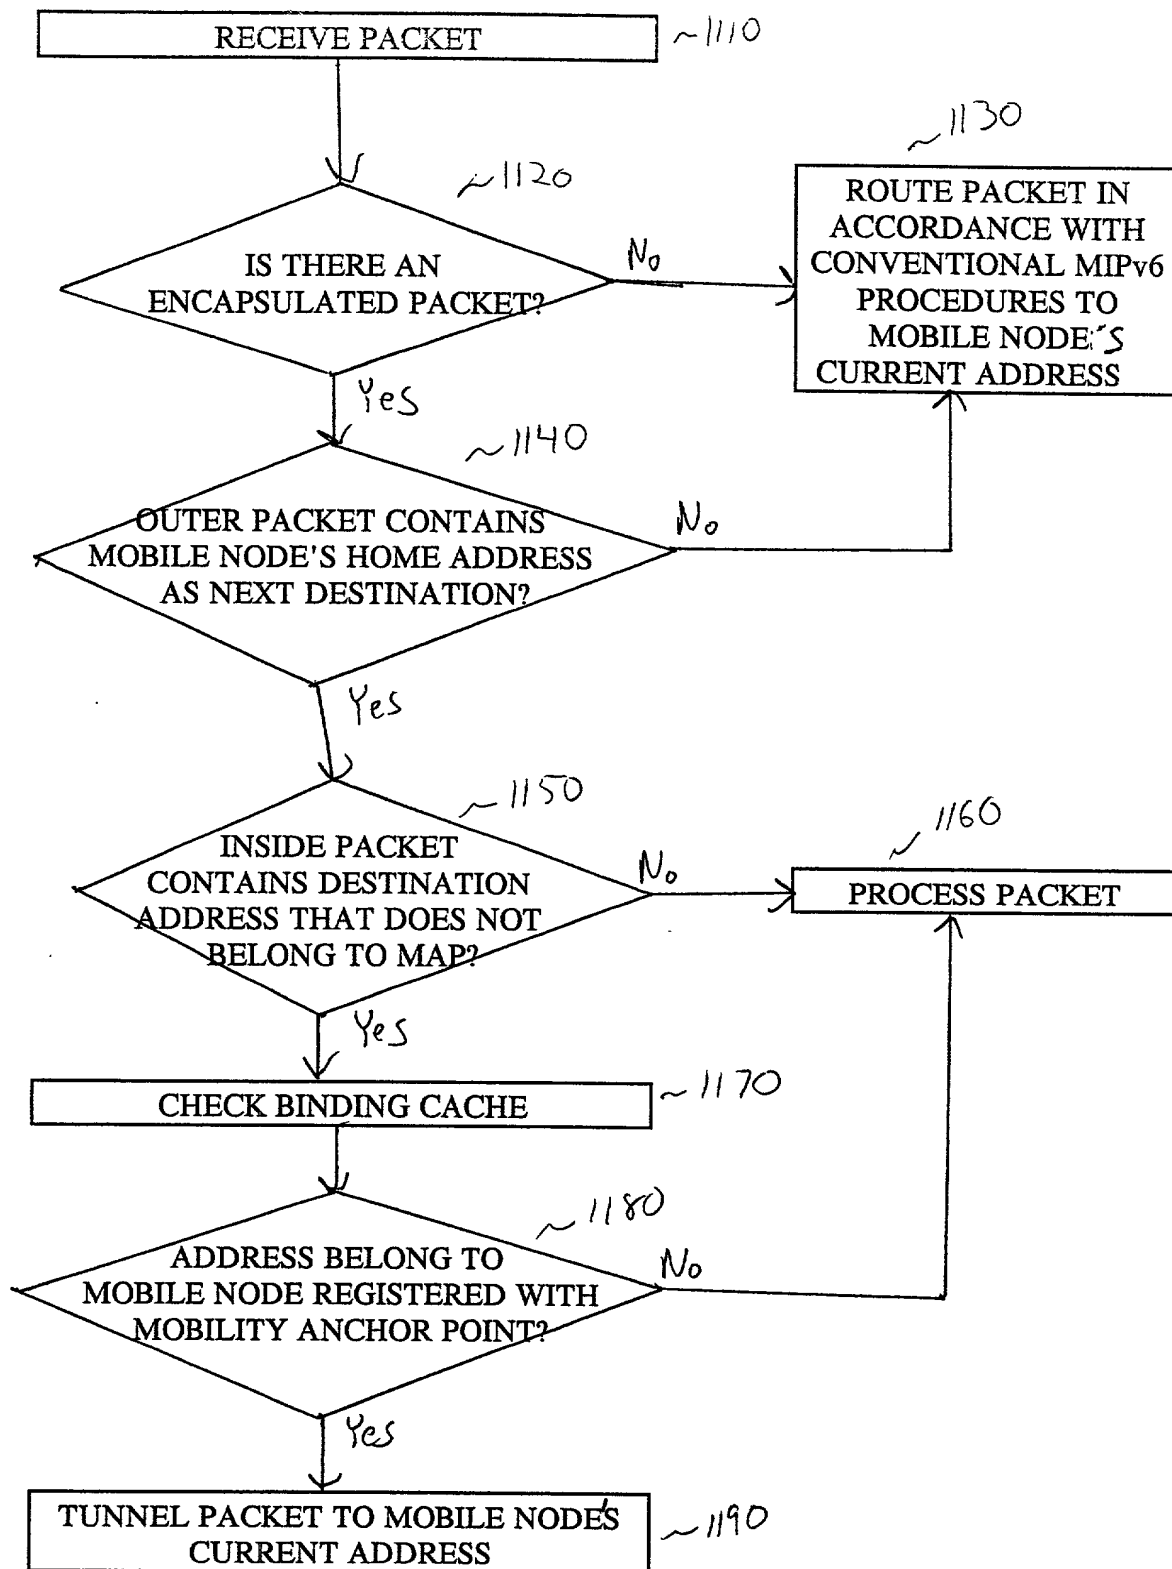 RECEIVE PACKET
~1110
~1120
~1130
IS THERE AN
ENCAPSULATED PACKET?
No
ROUTE PACKET IN
ACCORDANCE WITH
CONVENTIONAL MIPv6
PROCEDURES TO
MOBILE NODE'S
CURRENT ADDRESS
Yes
~1140
OUTER PACKET CONTAINS
MOBILE NODE'S HOME ADDRESS
AS NEXT DESTINATION?
No
Yes
~1150
INSIDE PACKET
CONTAINS DESTINATION
ADDRESS THAT DOES NOT
BELONG TO MAP?
No
~1160
PROCESS PACKET
Yes
CHECK BINDING CACHE
~1170
~1180
ADDRESS BELONG TO
MOBILE NODE REGISTERED WITH
MOBILITY ANCHOR POINT?
No
Yes
TUNNEL PACKET TO MOBILE NODE'S
CURRENT ADDRESS
~1190